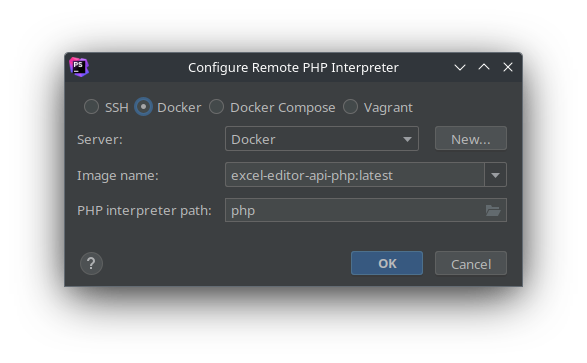 PS
Configure Remote PHP Interpreter
SSH Docker Docker Compose Vagrant
Server: Docker New...
Image name: excel-editor-api-php:latest
PHP interpreter path: php
? OK Cancel